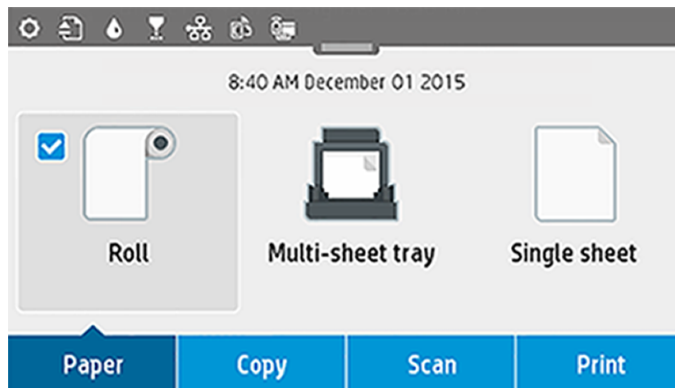 8:40 AM December 01 2015
Roll
Multi-sheet tray
Single sheet
Paper
Copy
Scan
Print